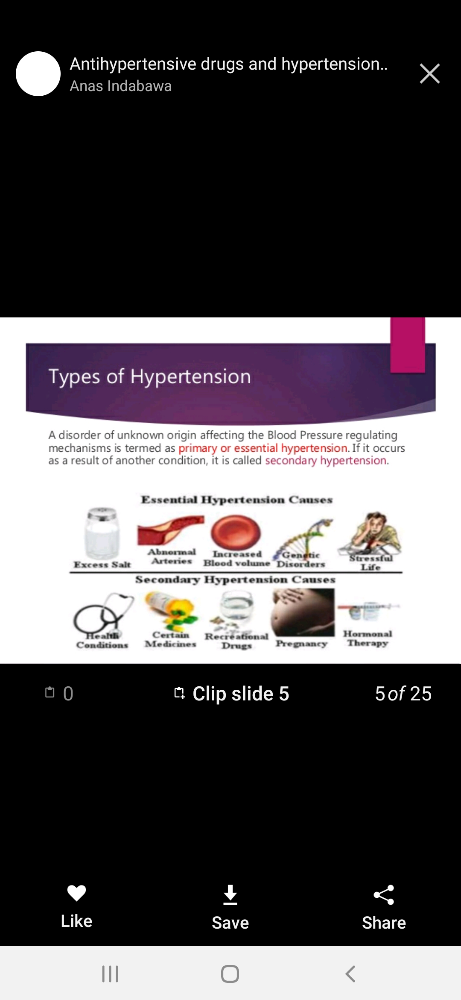 Antihypertensive drugs and hypertension..
Anas Indabawa
Types of Hypertension
A disorder of unknown origin affecting the Blood Pressure regulating
mechanisms is termed as primary or essential hypertension. If it occurs
as a result of another condition, it is called secondary hypertension.
Essential Hypertension Causes
Excess Salt
Abnormal
Arteries
Increased
Blood volume
Genetic
Disorders
Stressful
Life
Secondary Hypertension Causes
Health
Conditions
Certain
Medicines
Recreational
Drugs
Pregnancy
Hormonal
Therapy
0
Clip slide 5
5 of 25
Like
Save
Share